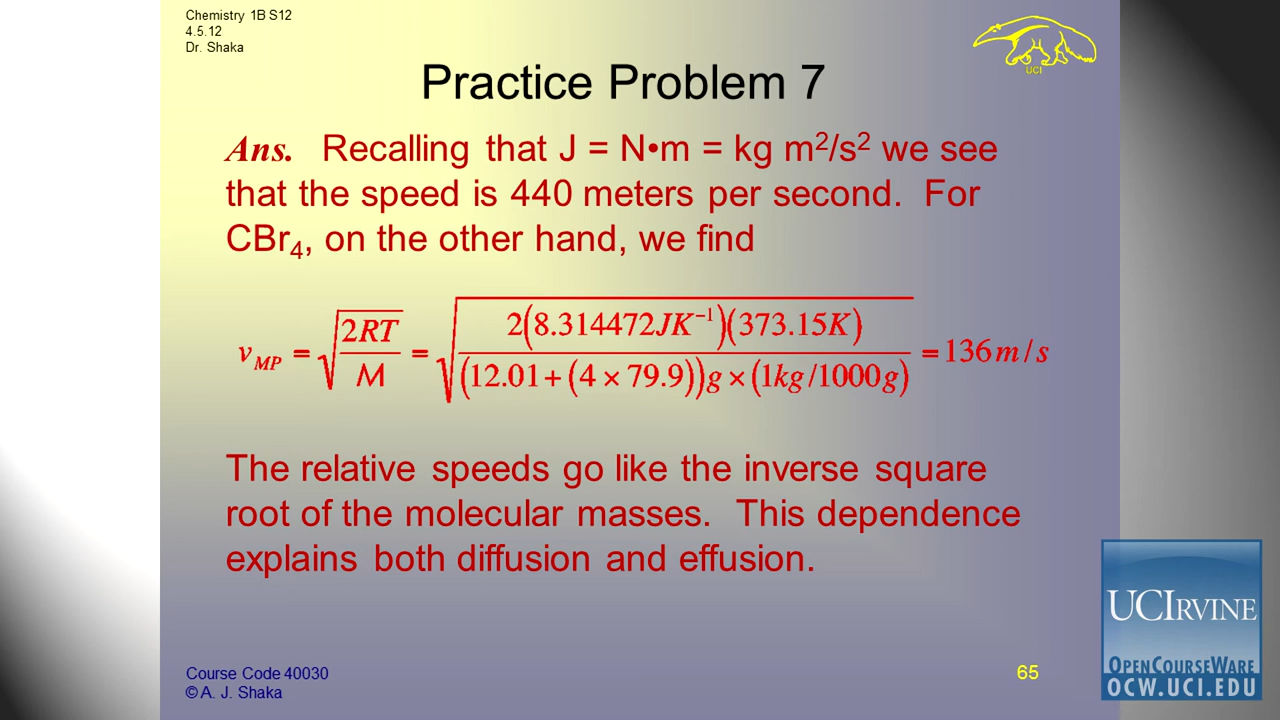 Chemistry 1B S12
4.5.12
Dr. Shaka
UCI
Practice Problem 7
Ans. Recalling that J = N•m = kg m²/s² we see
that the speed is 440 meters per second. For
CBr₄, on the other hand, we find
v_MP = √(2RT/M) = √(2(8.314472JK⁻¹)(373.15K)/(12.01+(4×79.9))g×(1kg/1000g)) = 136m/s
The relative speeds go like the inverse square
root of the molecular masses. This dependence
explains both diffusion and effusion.
Course Code 40030
© A. J. Shaka
65
UCIRVINE
OPENCOURSEWARE
OCW.UCI.EDU